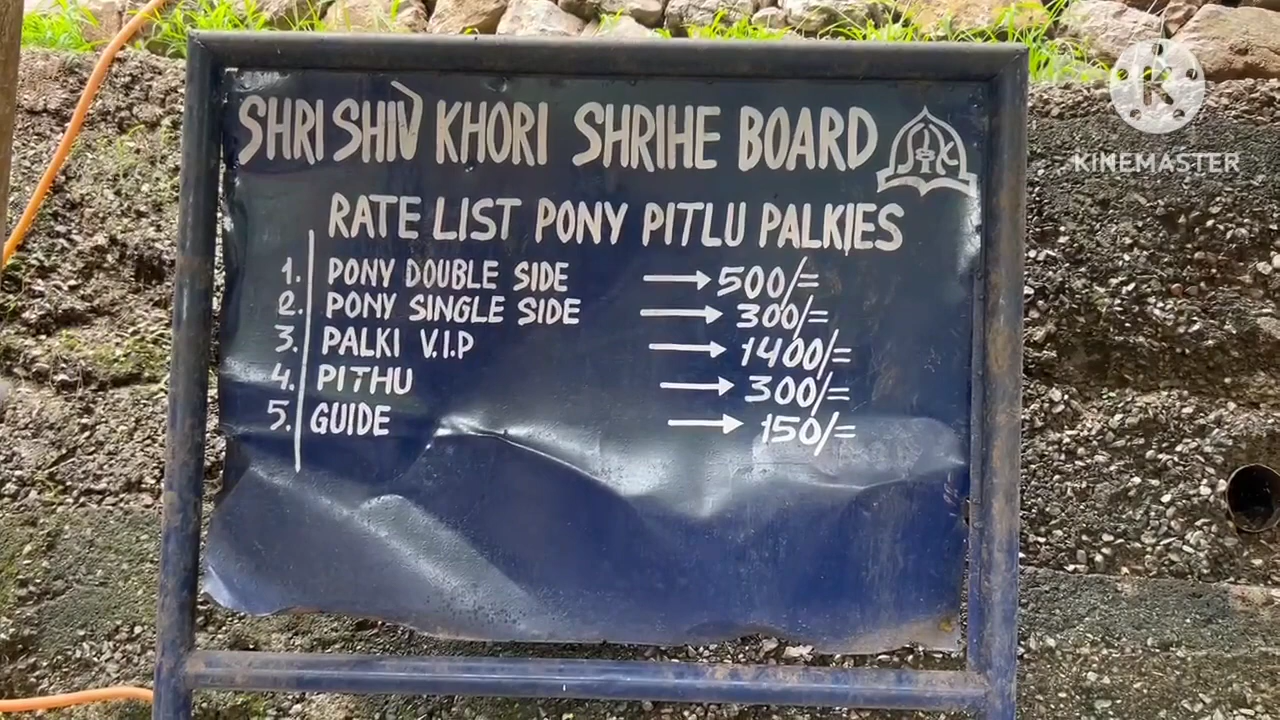 SHRI SHIV KHORI SHRIHE BOARD SK
RATE LIST PONY PITLU PALKIES
1. PONY DOUBLE SIDE → 500/=
2. PONY SINGLE SIDE → 300/=
3. PALKI V.I.P → 1400/=
4. PITHU → 300/=
5. GUIDE → 150/=
K
KINEMASTER